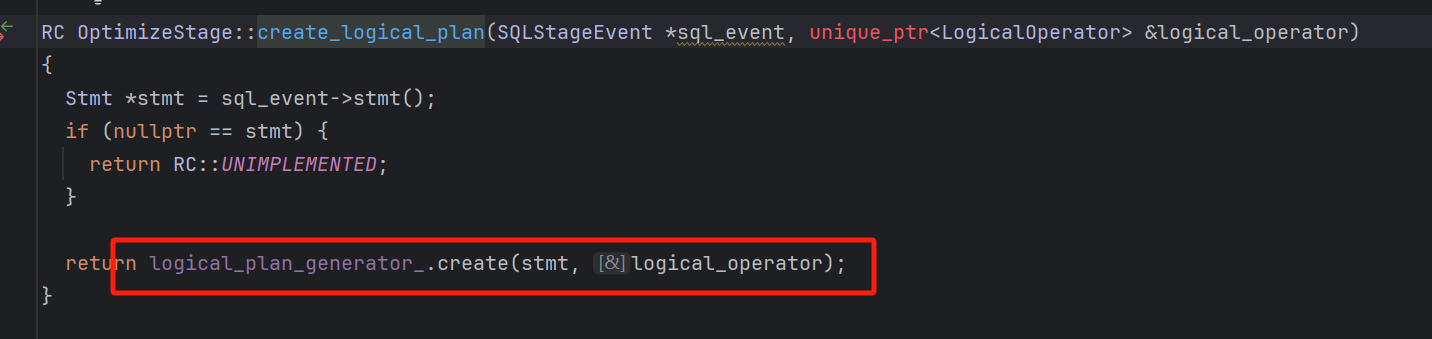 RC OptimizeStage::create_logical_plan(SQLStageEvent *sql_event, unique_ptr<LogicalOperator> &logical_operator)
{
  Stmt *stmt = sql_event->stmt();
  if (nullptr == stmt) {
    return RC::UNIMPLEMENTED;
  }
  return logical_plan_generator_.create(stmt, [&]logical_operator);
}